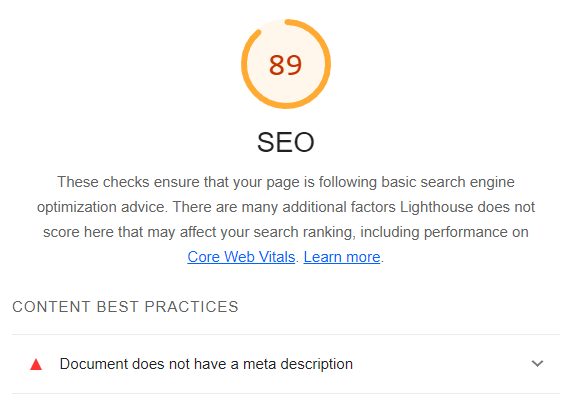 89
SEO
These checks ensure that your page is following basic search engine
optimization advice. There are many additional factors Lighthouse does not
score here that may affect your search ranking, including performance on
Core Web Vitals. Learn more.
CONTENT BEST PRACTICES
Document does not have a meta description